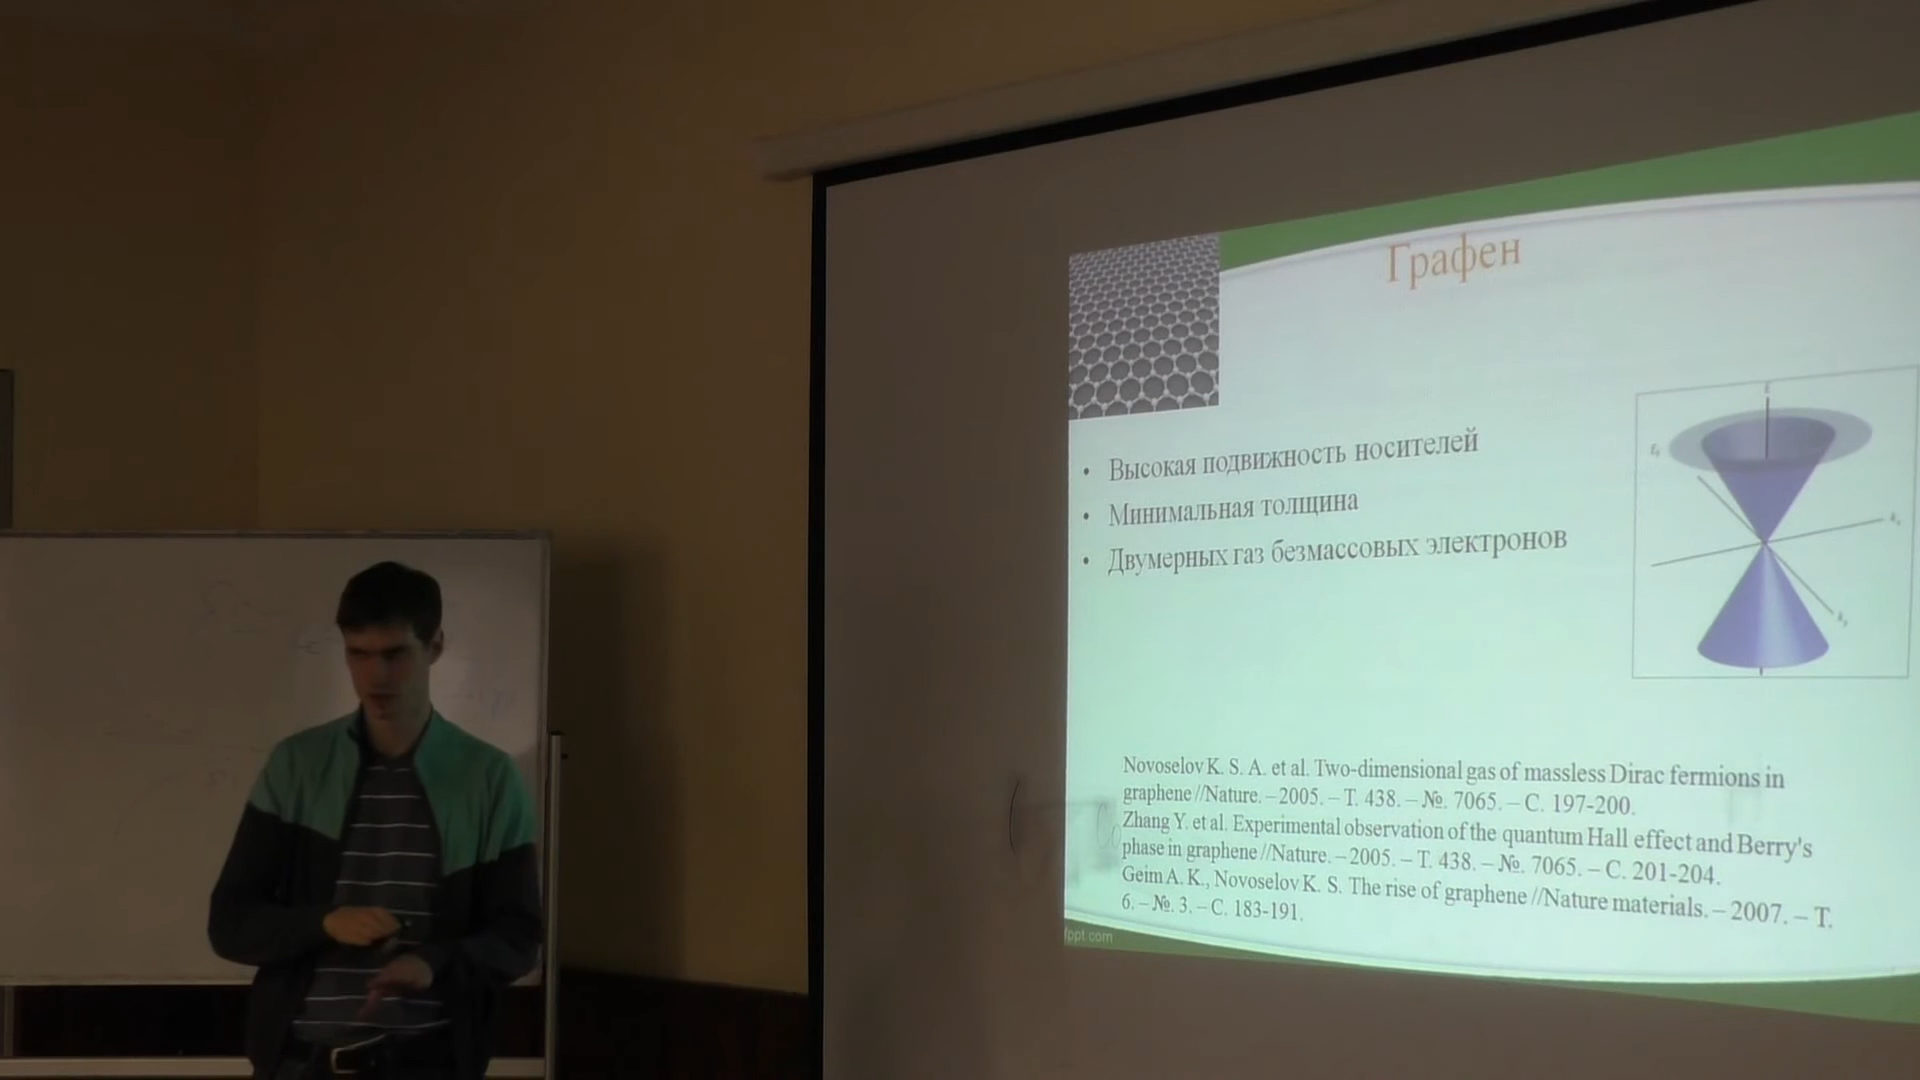 Графен
• Высокая подвижность носителей
• Минимальная толщина
• Двумерных газ безмассовых электронов
Novoselov K. S. A. et al. Two-dimensional gas of massless Dirac fermions in
graphene //Nature. – 2005. – Т. 438. – №. 7065. – С. 197-200.
Zhang Y. et al. Experimental observation of the quantum Hall effect and Berry's
phase in graphene //Nature. – 2005. – Т. 438. – №. 7065. – С. 201-204.
Geim A. K., Novoselov K. S. The rise of graphene //Nature materials. – 2007. – Т.
6. – №. 3. – С. 183-191.
fppt.com